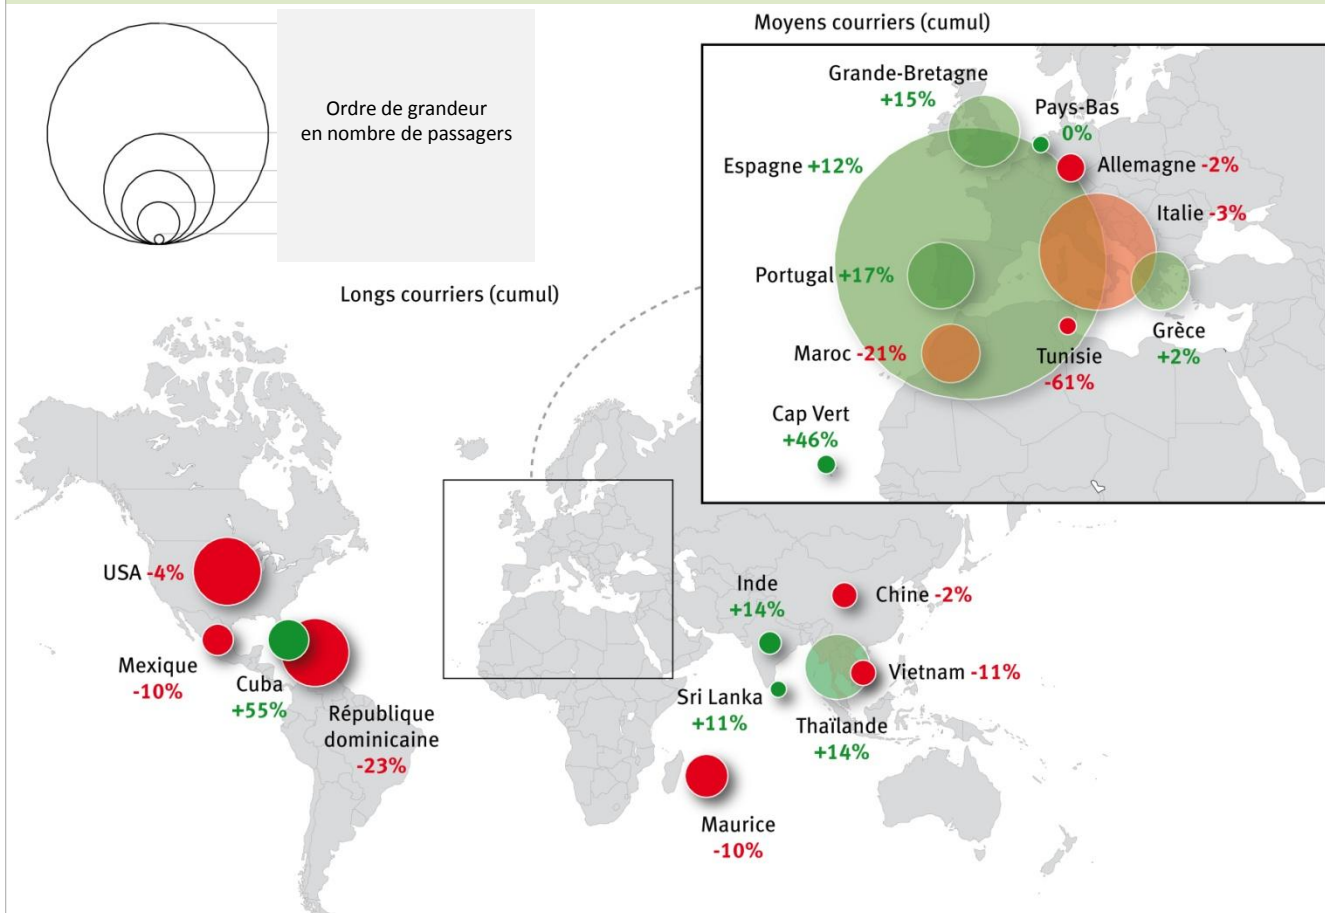 Moyens courriers (cumul)
Ordre de grandeur
en nombre de passagers
Grande-Bretagne
+15%
Pays-Bas
0%
Espagne +12%
Allemagne -2%
Italie -3%
Portugal +17%
Maroc -21%
Tunisie
-61%
Grèce
+2%
Cap Vert
+46%
Longs courriers (cumul)
USA -4%
Mexique
-10%
Cuba
+55%
République
dominicaine
-23%
Inde
+14%
Chine -2%
Sri Lanka
+11%
Vietnam -11%
Thaïlande
+14%
Maurice
-10%